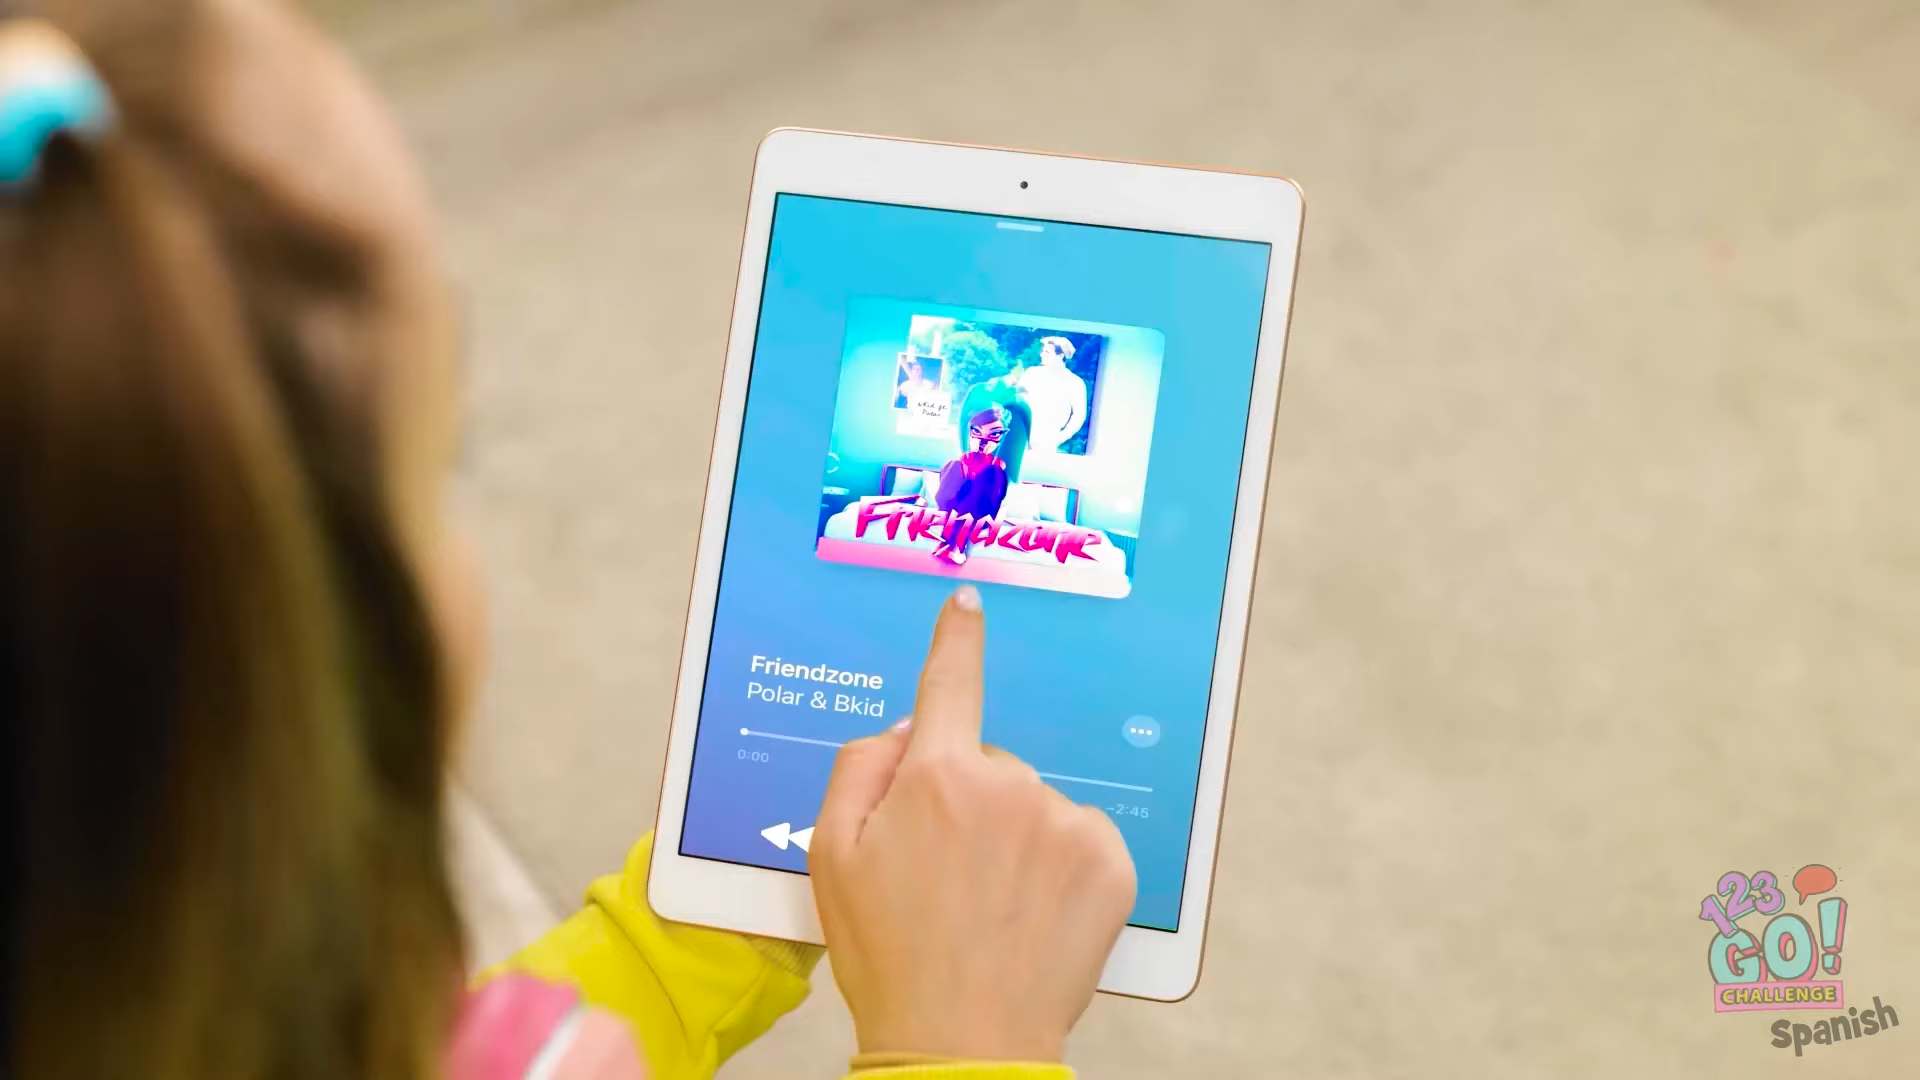 Friendzone
Friendzone
Polar & Bkid
0:00
-2:45
123
GO!
CHALLENGE
Spanish